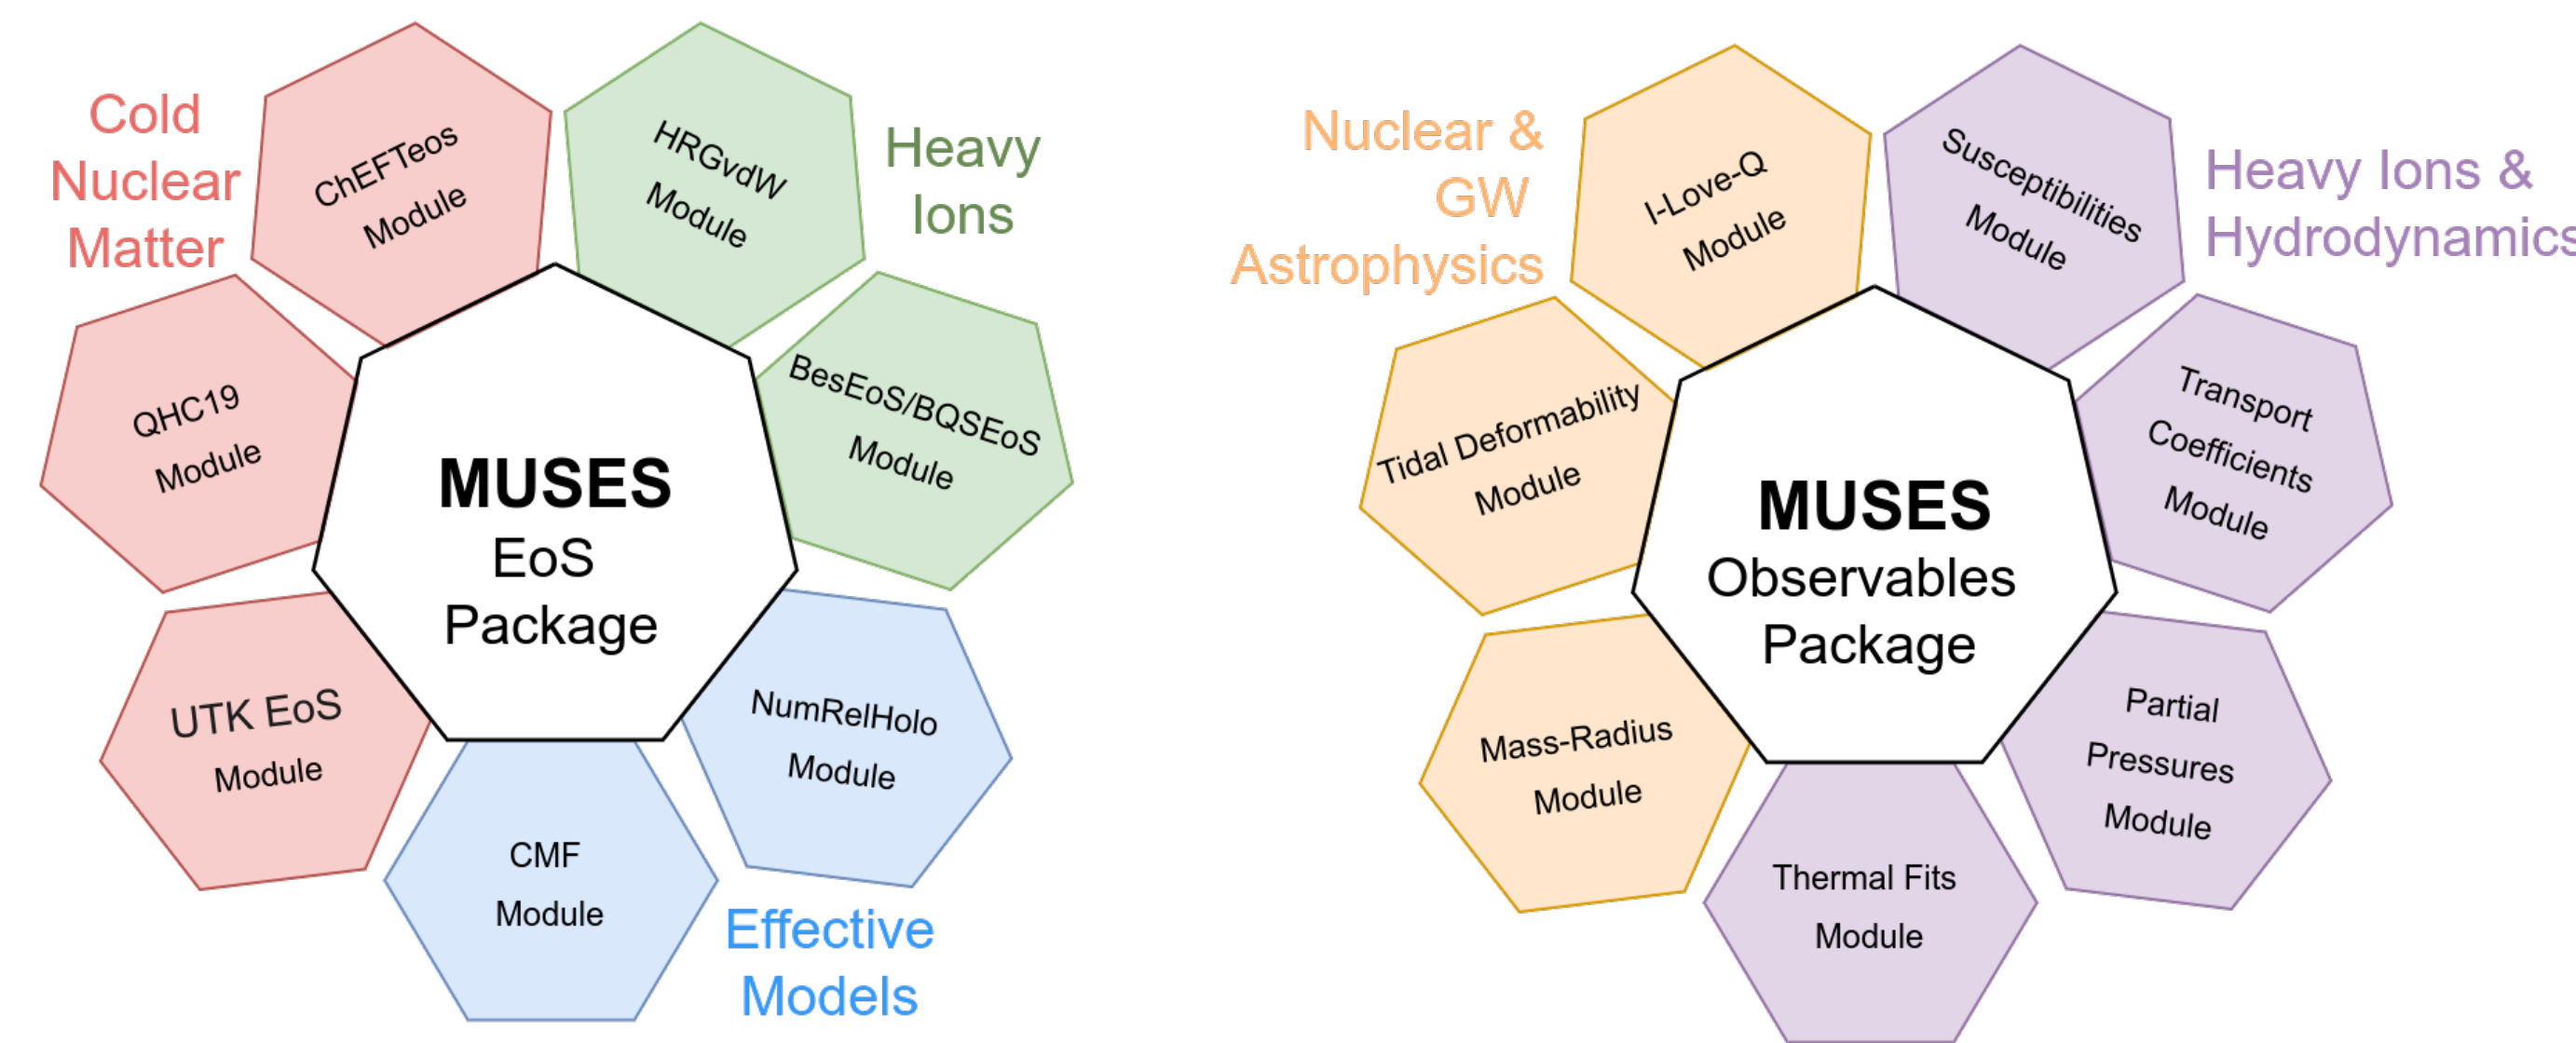 Cold
Nuclear
Matter
ChEFTeos
Module
HRGvdW
Module
Heavy
Ions
QHC19
Module
BesEoS/BQSEoS
Module
MUSES
EoS
Package
UTK EoS
Module
NumRelHolo
Module
CMF
Module
Effective
Models
Nuclear &
GW
Astrophysics
I-Love-Q
Module
Susceptibilities
Module
Heavy Ions &
Hydrodynamics
Tidal Deformability
Module
Transport
Coefficients
Module
MUSES
Observables
Package
Mass-Radius
Module
Partial
Pressures
Module
Thermal Fits
Module